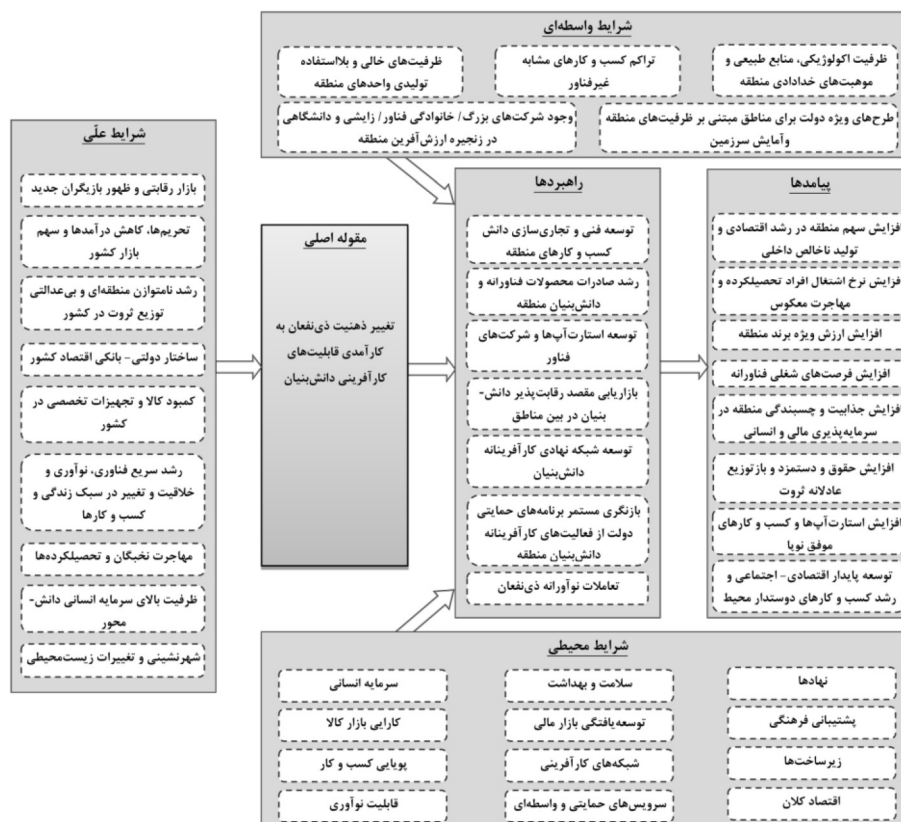 شرایط واسطه‌ای
ظرفیت اکولوژیکی، منابع طبیعی و
موهبت‌های خدادادی منطقه
تراکم کسب و کارهای مشابه
غیرفناور
ظرفیت‌های خالی و بلااستفاده
تولیدی واحدهای منطقه
طرح‌های ویژه دولت برای مناطق مبتنی بر ظرفیت‌های منطقه
وآمایش سرزمین
وجود شرکت‌های بزرگ/ خانوادگی فناور/ زایشی و دانشگاهی
در زنجیره ارزش‌آفرین منطقه
شرایط علّی
بازار رقابتی و ظهور بازیگران جدید
تحریم‌ها، کاهش درآمدها و سهم
بازار کشور
رشد نامتوازن منطقه‌ای و بی‌عدالتی
توزیع ثروت در کشور
ساختار دولتی- بانکی اقتصاد کشور
کمبود کالا و تجهیزات تخصصی در
کشور
رشد سریع فناوری، نوآوری و
خلاقیت و تغییر در سبک زندگی و
کسب و کارها
مهاجرت نخبگان و تحصیلکرده‌ها
ظرفیت بالای سرمایه انسانی دانش-
محور
شهرنشینی و تغییرات زیست‌محیطی
مقوله اصلی
تغییر ذهنیت ذی‌نفعان به
کارآمدی قابلیت‌های
کارآفرینی دانش‌بنیان
راهبردها
توسعه فنی و تجاری‌سازی دانش
کسب و کارهای منطقه
رشد صادرات محصولات فناورانه و
دانش‌بنیان منطقه
توسعه استارت‌آپ‌ها و شرکت‌های
فناور
بازاریابی مقصد رقابت‌پذیر دانش-
بنیان در بین مناطق
توسعه شبکه نهادی کارآفرینانه
دانش‌بنیان
بازنگری مستمر برنامه‌های حمایتی
دولت از فعالیت‌های کارآفرینانه
دانش‌بنیان منطقه
تعاملات نوآورانه ذی‌نفعان
پیامدها
افزایش سهم منطقه در رشد اقتصادی و
تولید ناخالص داخلی
افزایش نرخ اشتغال افراد تحصیلکرده و
مهاجرت معکوس
افزایش ارزش ویژه برند منطقه
افزایش فرصت‌های شغلی فناورانه
افزایش جذابیت و چسبندگی منطقه در
سرمایه‌پذیری مالی و انسانی
افزایش حقوق و دستمزد و بازتوزیع
عادلانه ثروت
افزایش استارت‌آپ‌ها و کسب و کارهای
موفق نوپا
توسعه پایدار اقتصادی- اجتماعی و
رشد کسب و کارهای دوستدار محیط
شرایط محیطی
نهادها
سلامت و بهداشت
سرمایه انسانی
پشتیبانی فرهنگی
توسعه‌یافتگی بازار مالی
کارایی بازار کالا
زیرساخت‌ها
شبکه‌های کارآفرینی
پویایی کسب و کار
اقتصاد کلان
سرویس‌های حمایتی و واسطه‌ای
قابلیت نوآوری